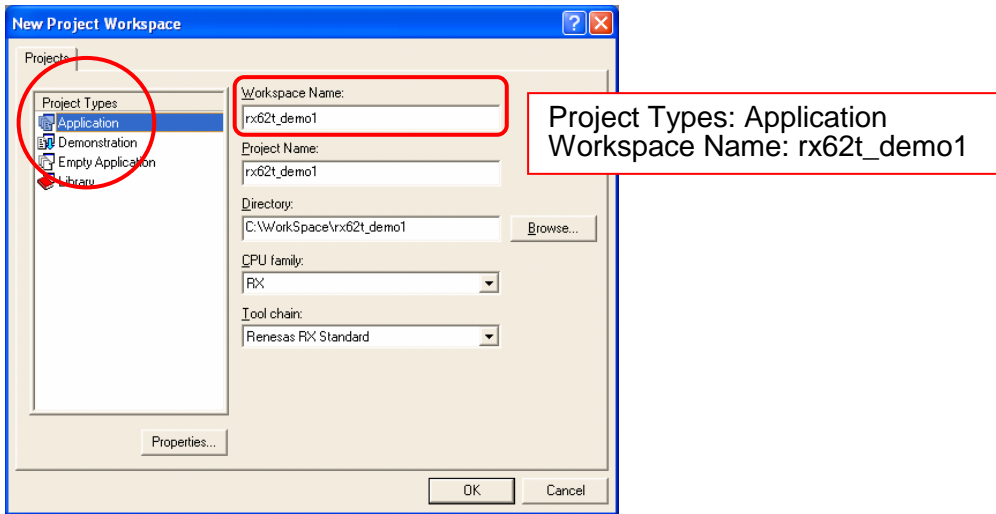 New Project Workspace
Projects
Project Types
Application
Demonstration
Empty Application
Library
Workspace Name:
rx62t_demo1
Project Name:
rx62t_demo1
Directory:
C:\WorkSpace\rx62t_demo1
Browse...
CPU family:
RX
Tool chain:
Renesas RX Standard
Properties...
OK
Cancel
Project Types: Application
Workspace Name: rx62t_demo1